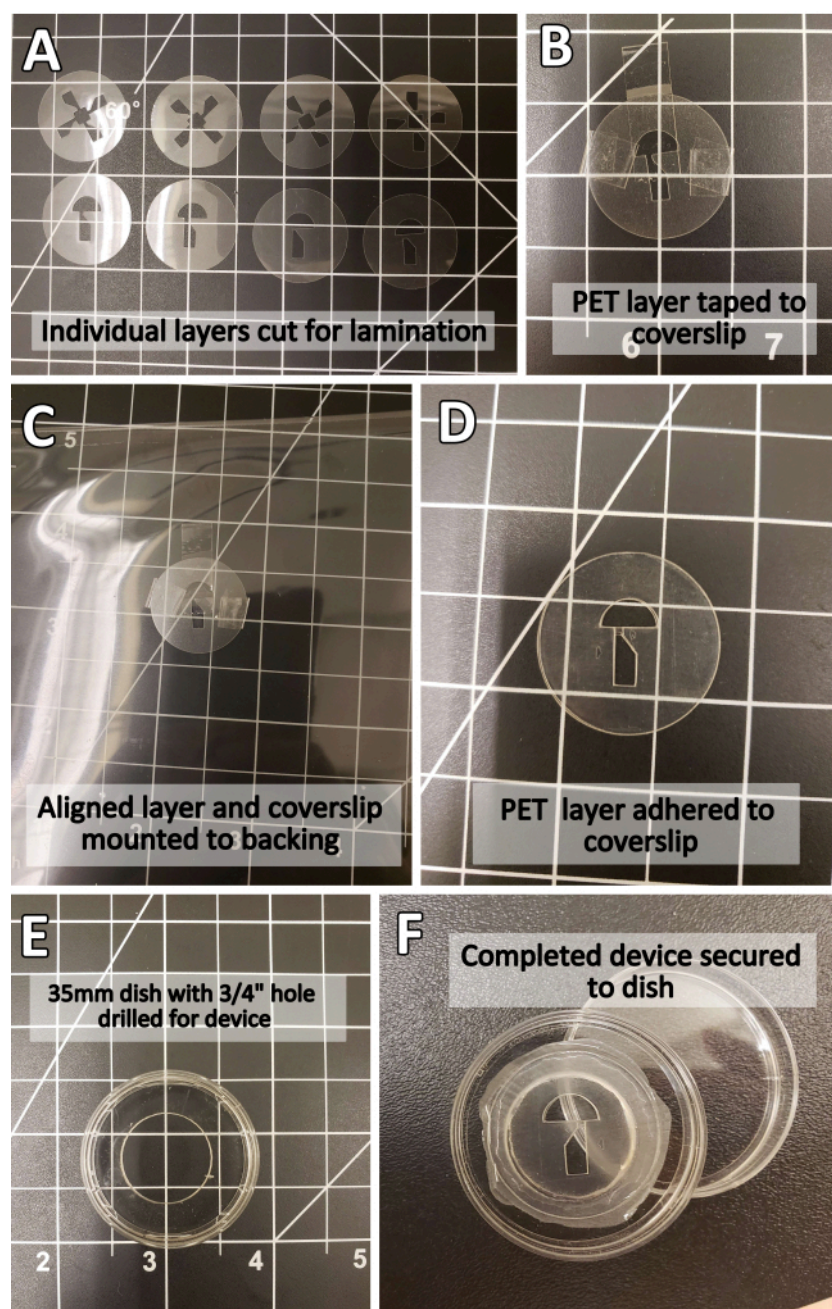 A
60°
Individual layers cut for lamination
B
PET layer taped to
coverslip
6
7
C
5
Aligned layer and coverslip
mounted to backing
D
PET layer adhered to
coverslip
E
35mm dish with 3/4" hole
drilled for device
2
3
4
5
F
Completed device secured
to dish